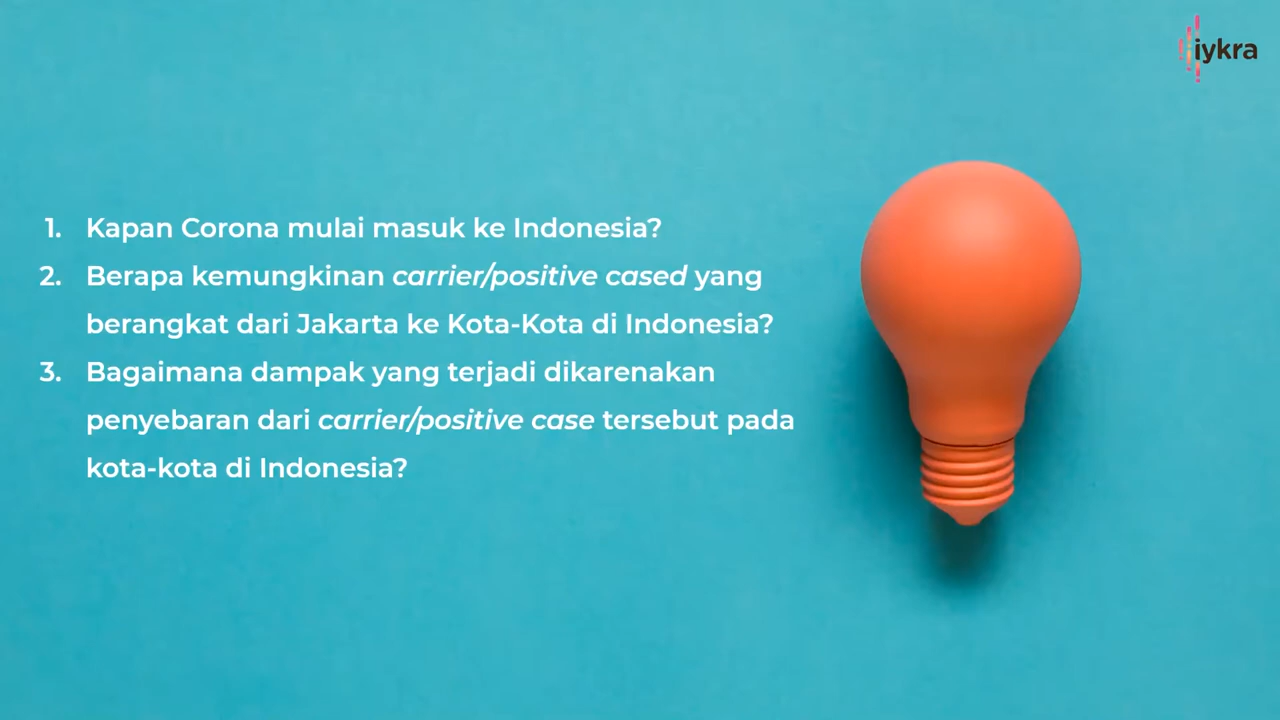 iykra
1. Kapan Corona mulai masuk ke Indonesia?
2. Berapa kemungkinan carrier/positive cased yang
berangkat dari Jakarta ke Kota-Kota di Indonesia?
3. Bagaimana dampak yang terjadi dikarenakan
penyebaran dari carrier/positive case tersebut pada
kota-kota di Indonesia?